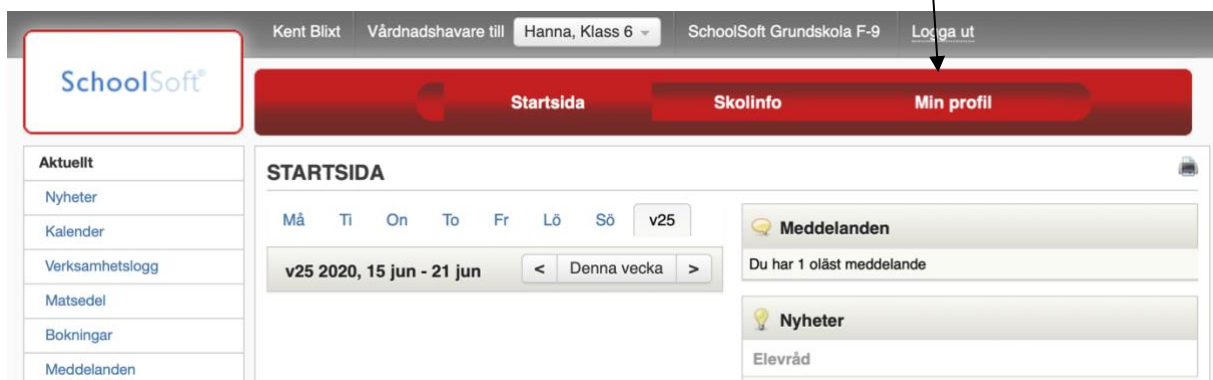 Kent Blixt Vårdnadshavare till Hanna, Klass 6 SchoolSoft Grundskola F-9 Logga ut
SchoolSoft®
Startsida Skolinfo Min profil
Aktuellt
Nyheter
Kalender
Verksamhetslogg
Matsedel
Bokningar
Meddelanden
STARTSIDA
Må Ti On To Fr Lö Sö v25
v25 2020, 15 jun - 21 jun < Denna vecka >
Meddelanden
Du har 1 oläst meddelande
Nyheter
Elevråd